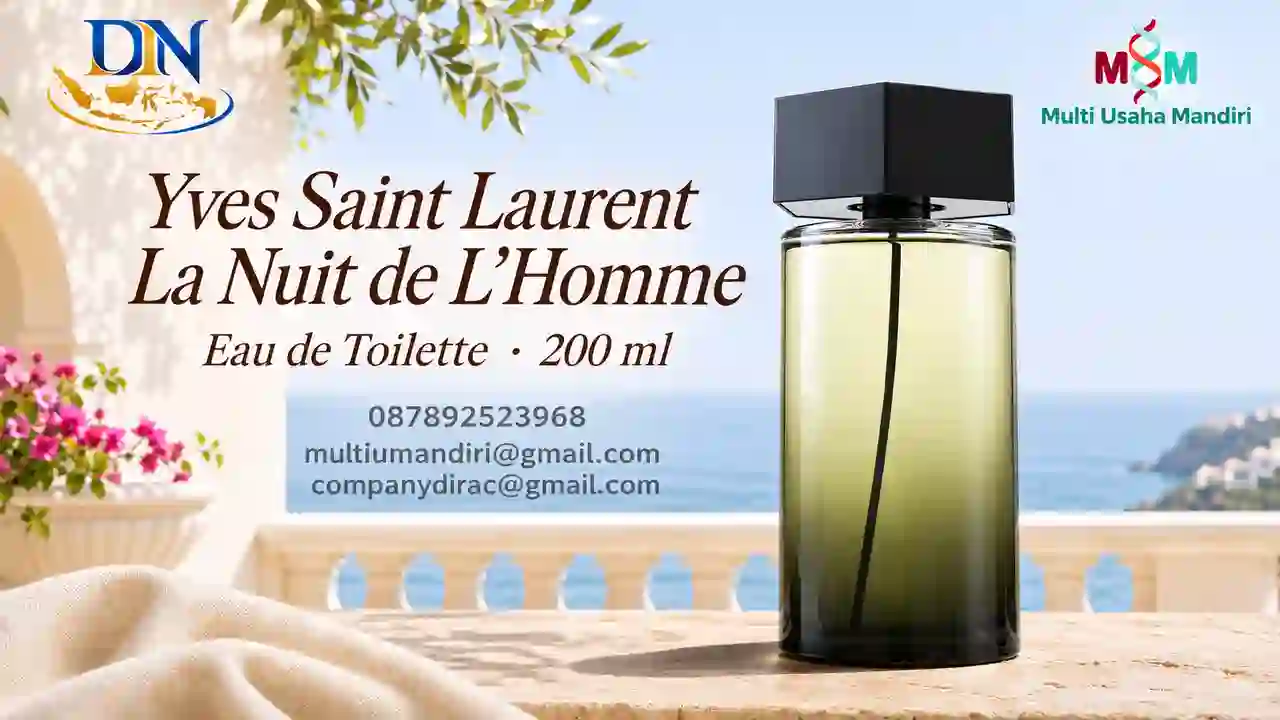 DN
MSM
Multi Usaha Mandiri
Yves Saint Laurent
La Nuit de L’Homme
Eau de Toilette · 200 ml
087892523968
multiumandiri@gmail.com
companydirac@gmail.com